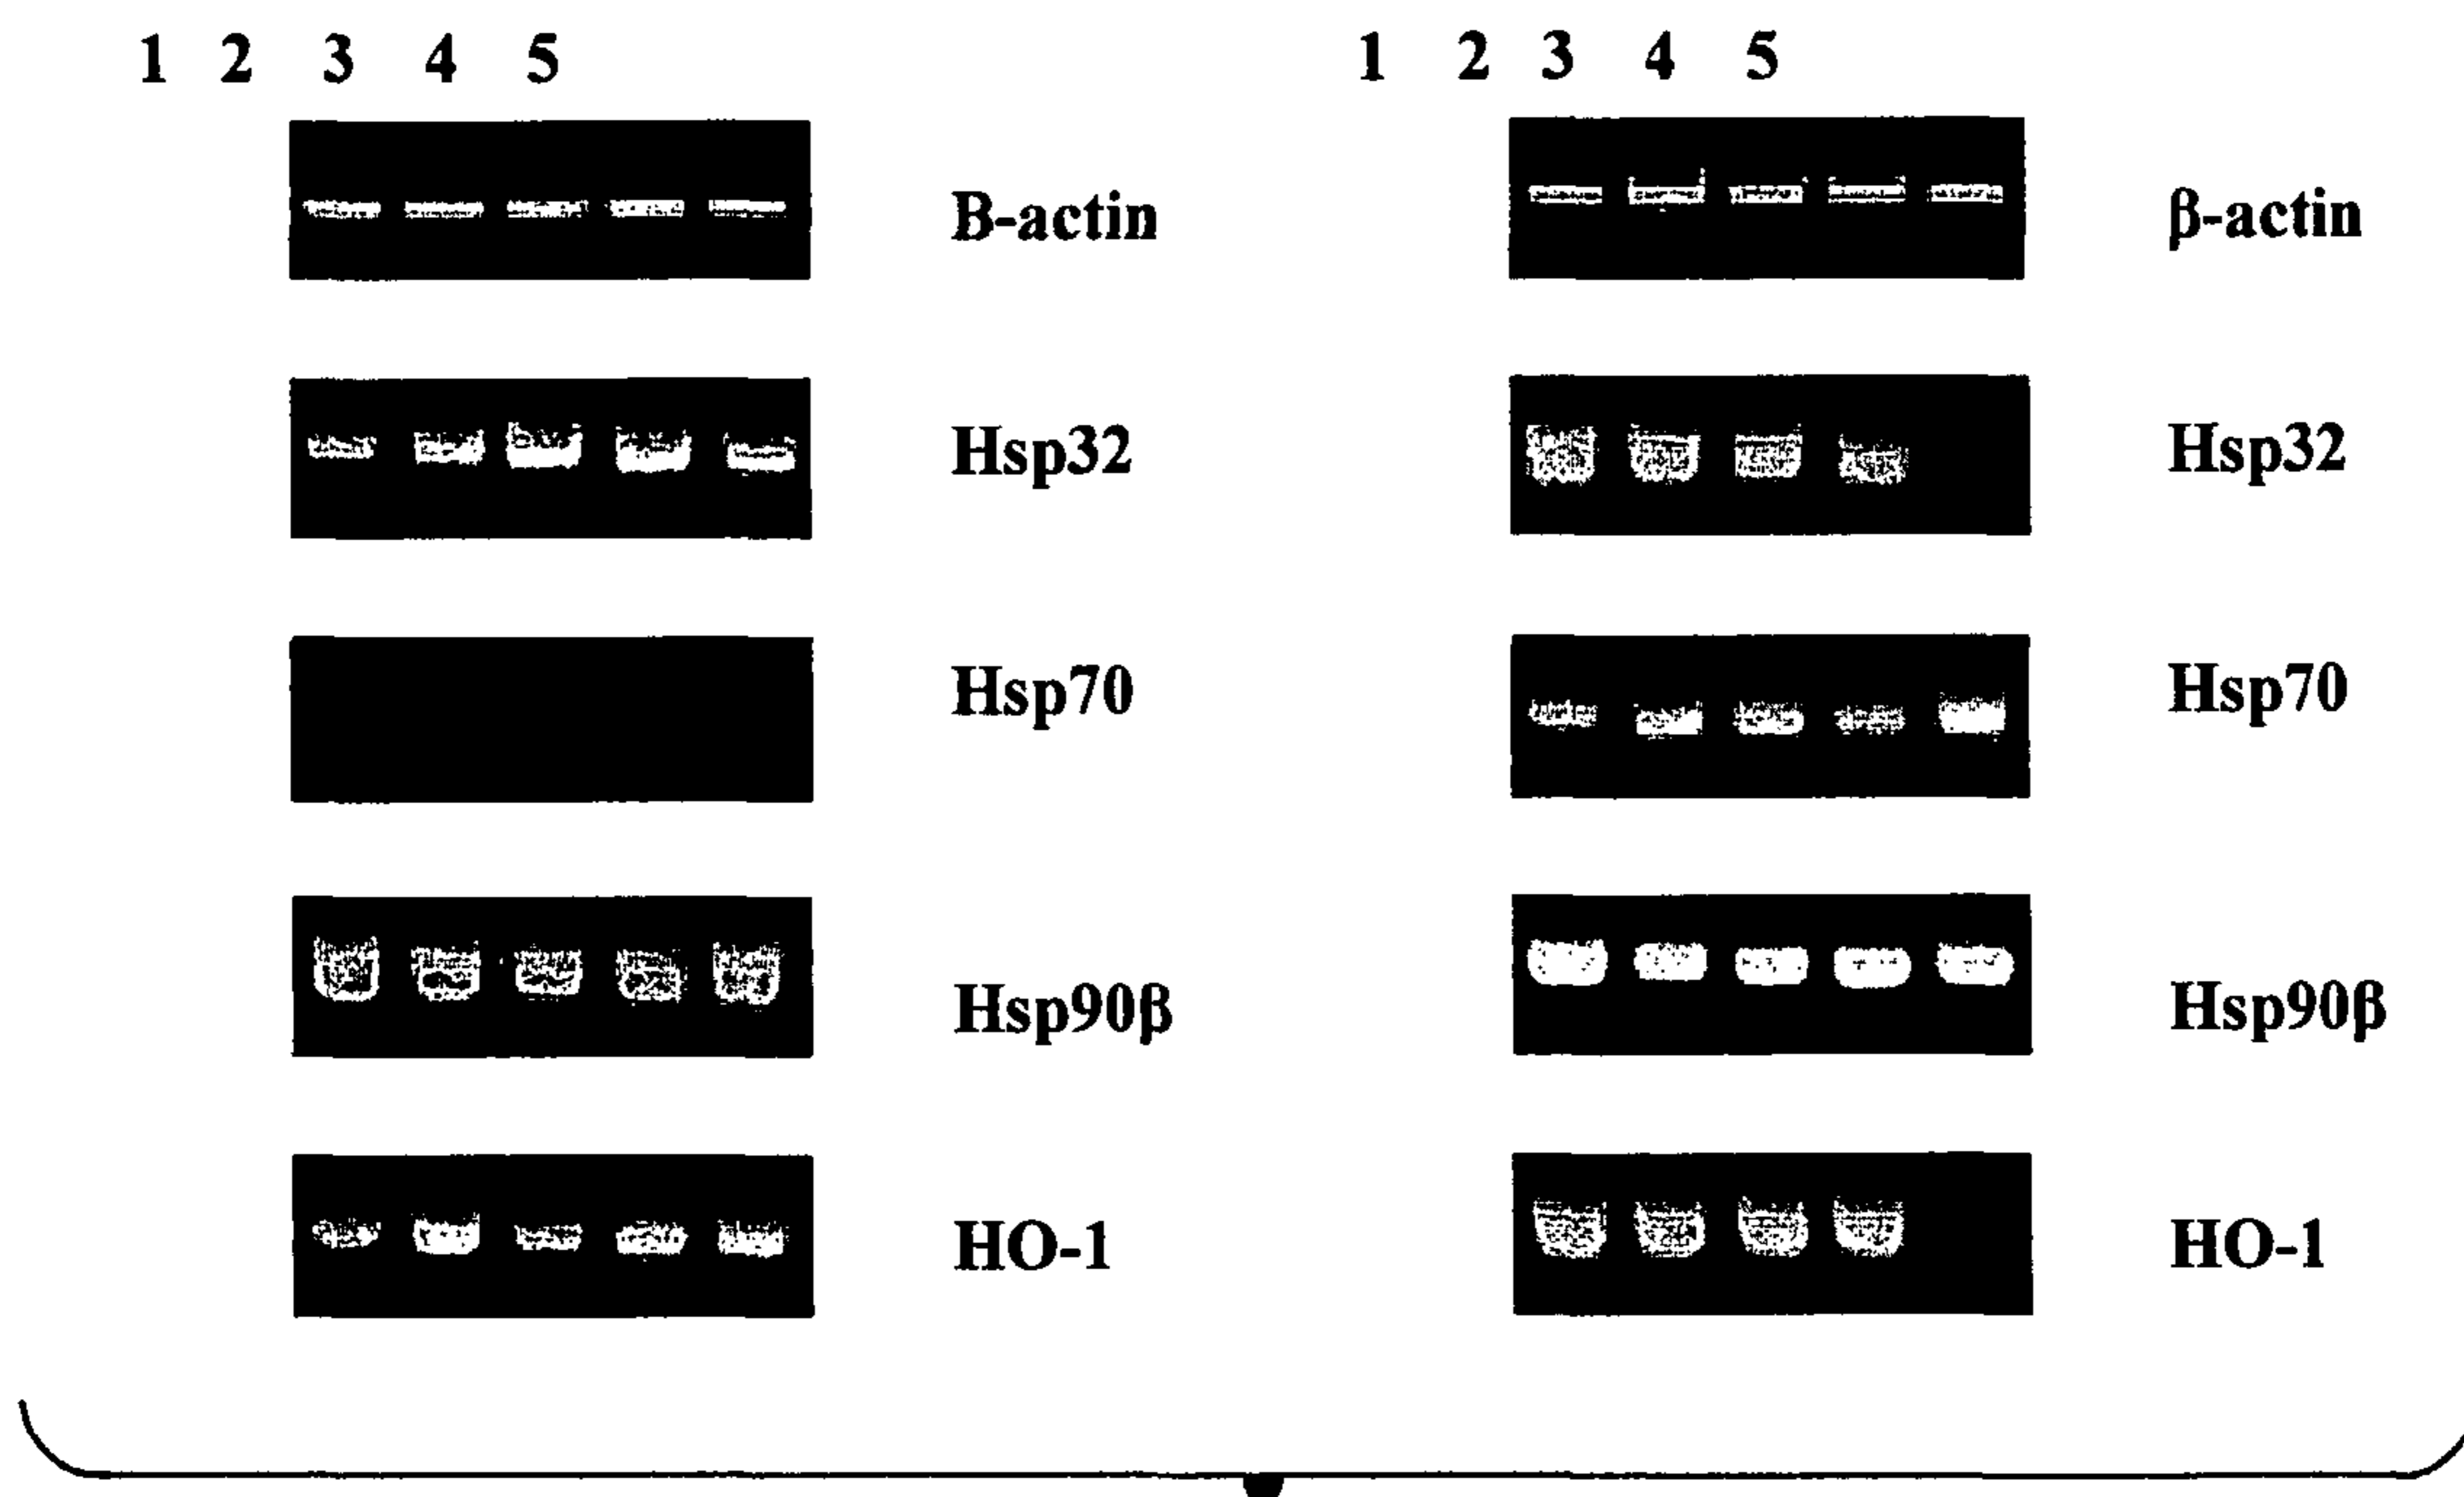 1 2 3 4 5
B-actin
Hsp32
Hsp70
Hsp90β
HO-1
1 2 3 4 5
β-actin
Hsp32
Hsp70
Hsp90β
HO-1